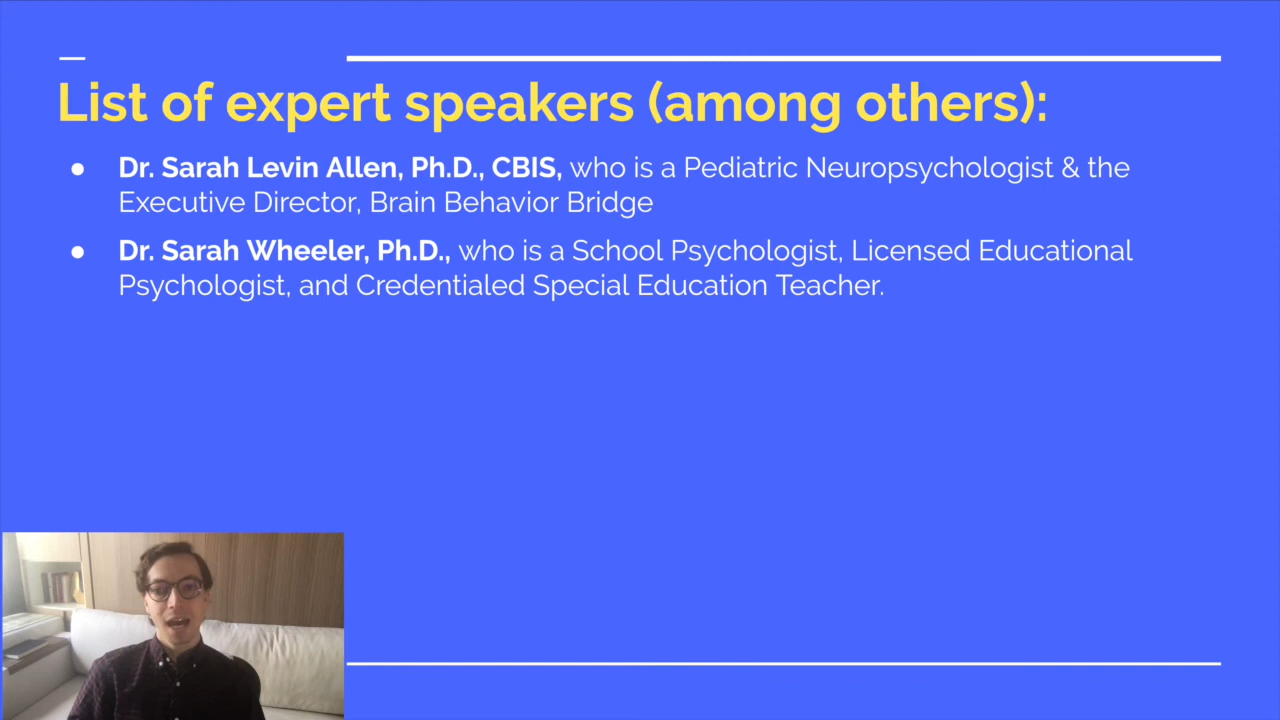 List of expert speakers (among others):
● Dr. Sarah Levin Allen, Ph.D., CBIS, who is a Pediatric Neuropsychologist & the
Executive Director, Brain Behavior Bridge
● Dr. Sarah Wheeler, Ph.D., who is a School Psychologist, Licensed Educational
Psychologist, and Credentialed Special Education Teacher.